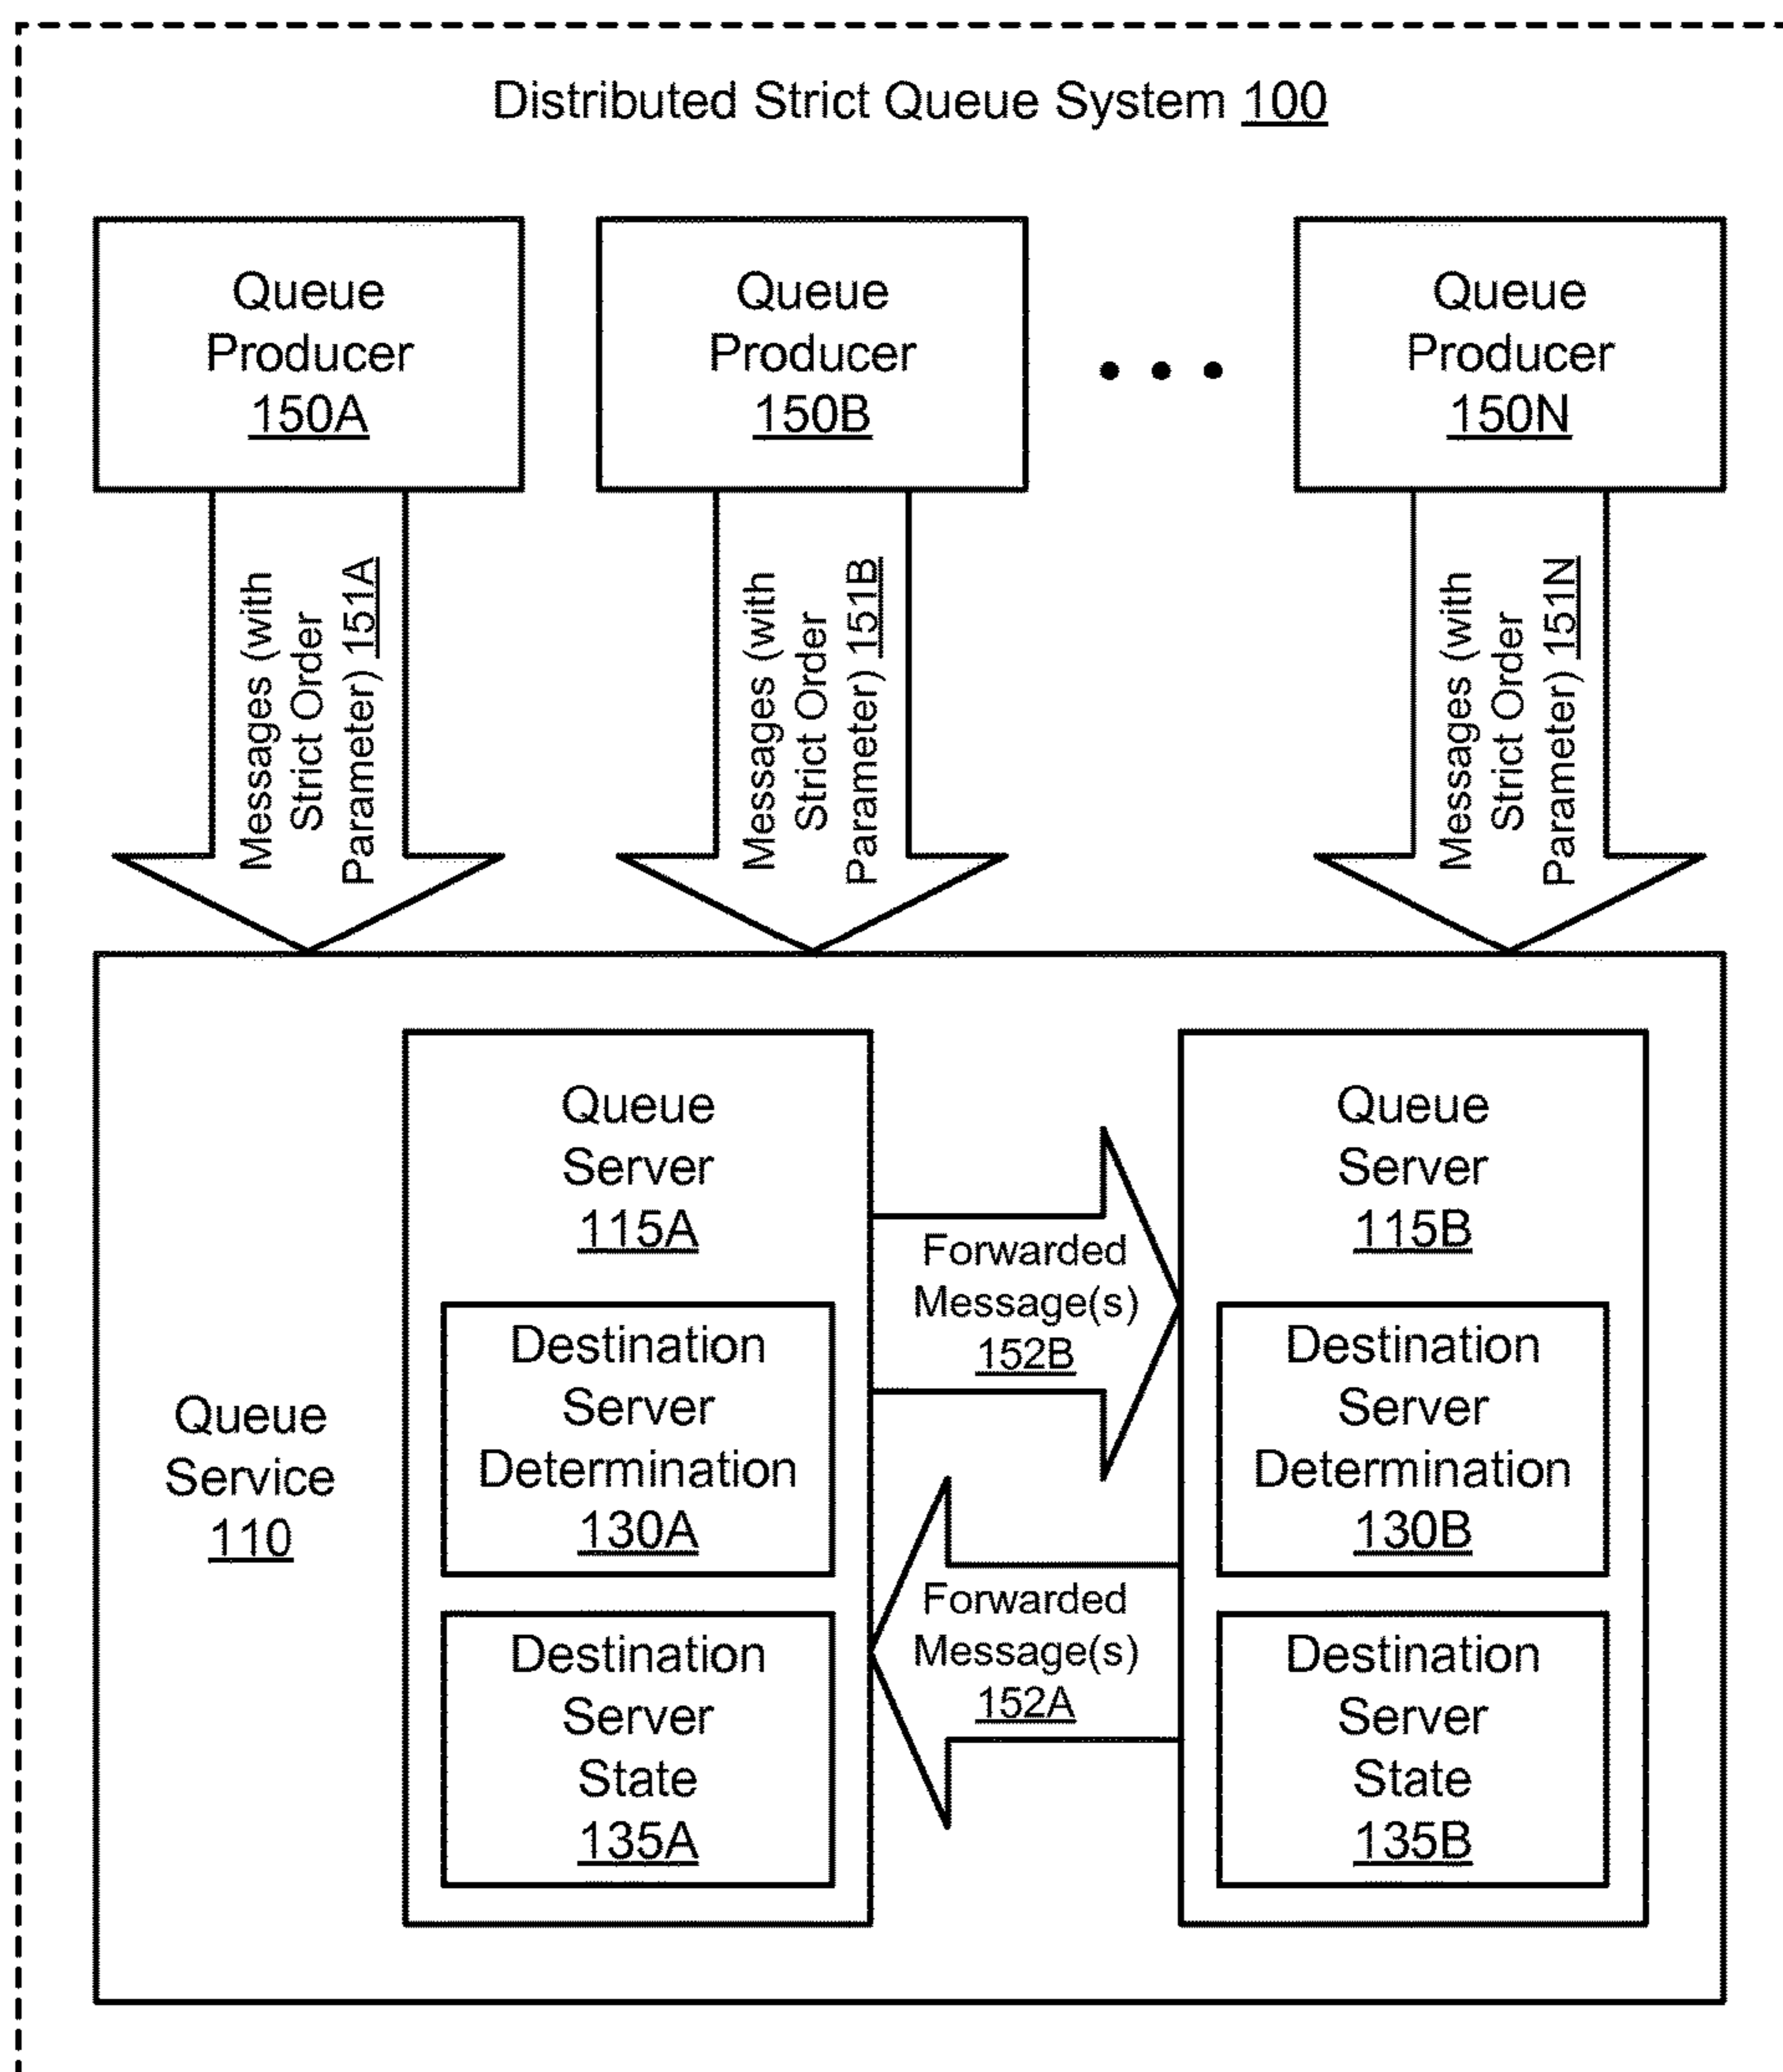 Distributed Strict Queue System 100
Queue
Producer
150A
Queue
Producer
150B
Queue
Producer
150N
Messages (with
Strict Order
Parameter) 151A
Messages (with
Strict Order
Parameter) 151B
Messages (with
Strict Order
Parameter) 151N
Queue
Service
110
Queue
Server
115A
Destination
Server
Determination
130A
Destination
Server
State
135A
Forwarded
Message(s)
152B
Forwarded
Message(s)
152A
Queue
Server
115B
Destination
Server
Determination
130B
Destination
Server
State
135B